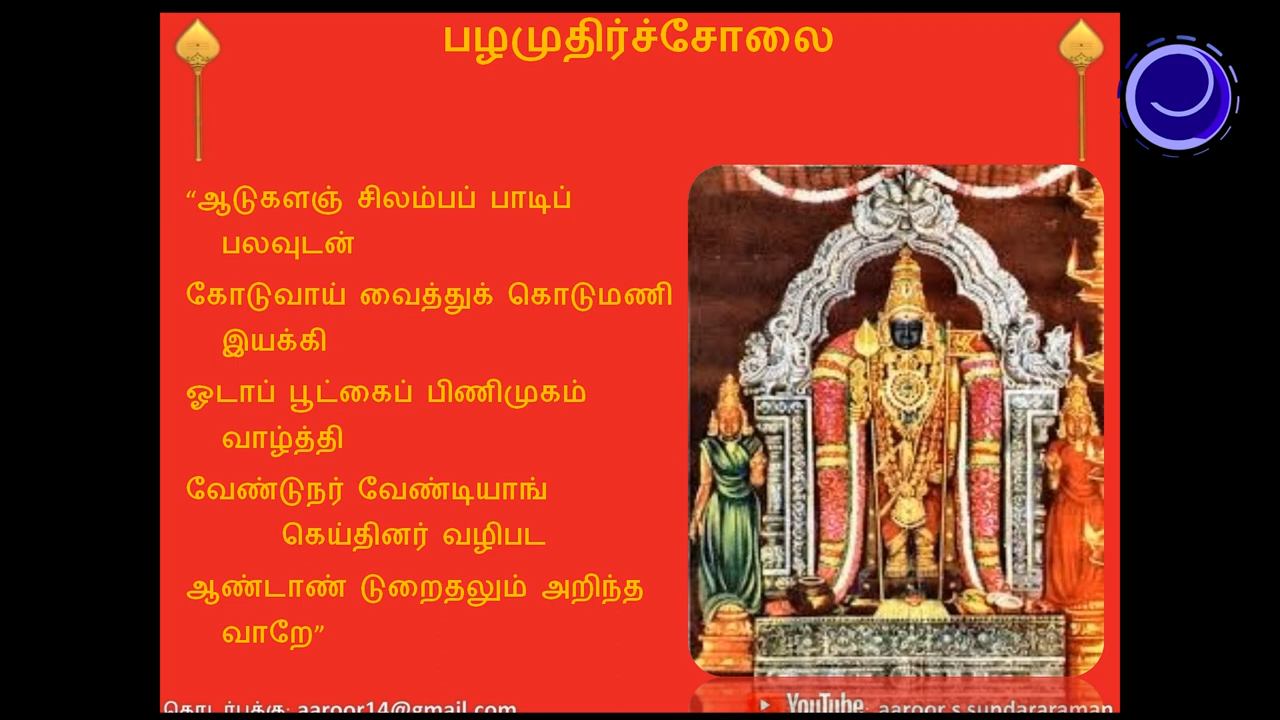 பழமுதிர்ச்சோலை
“ஆடுகளஞ் சிலம்பப் பாடிப்
பலவுடன்
கோடுவாய் வைத்துக் கொடுமணி
இயக்கி
ஓடாப் பூட்கைப் பிணிமுகம்
வாழ்த்தி
வேண்டுநர் வேண்டியாங்
கெய்தினர் வழிபட
ஆண்டாண் டுறைதலும் அறிந்த
வாறே”
தொடர்புக்கு: aaroor14@gmail.com
YouTube: aaroor s sundararaman